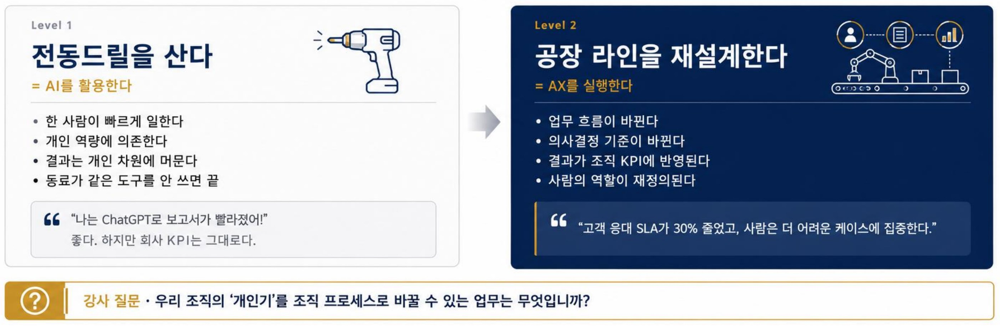 Level 1
전동드릴을 산다
= AI를 활용한다
• 한 사람이 빠르게 일한다
• 개인 역량에 의존한다
• 결과는 개인 차원에 머문다
• 동료가 같은 도구를 안 쓰면 끝
“나는 ChatGPT로 보고서가 빨라졌어!”
좋다. 하지만 회사 KPI는 그대로다.
Level 2
공장 라인을 재설계한다
= AX를 실행한다
• 업무 흐름이 바뀐다
• 의사결정 기준이 바뀐다
• 결과가 조직 KPI에 반영된다
• 사람의 역할이 재정의된다
“고객 응대 SLA가 30% 줄었고, 사람은 더 어려운 케이스에 집중한다.”
강사 질문 · 우리 조직의 ‘개인기’를 조직 프로세스로 바꿀 수 있는 업무는 무엇입니까?